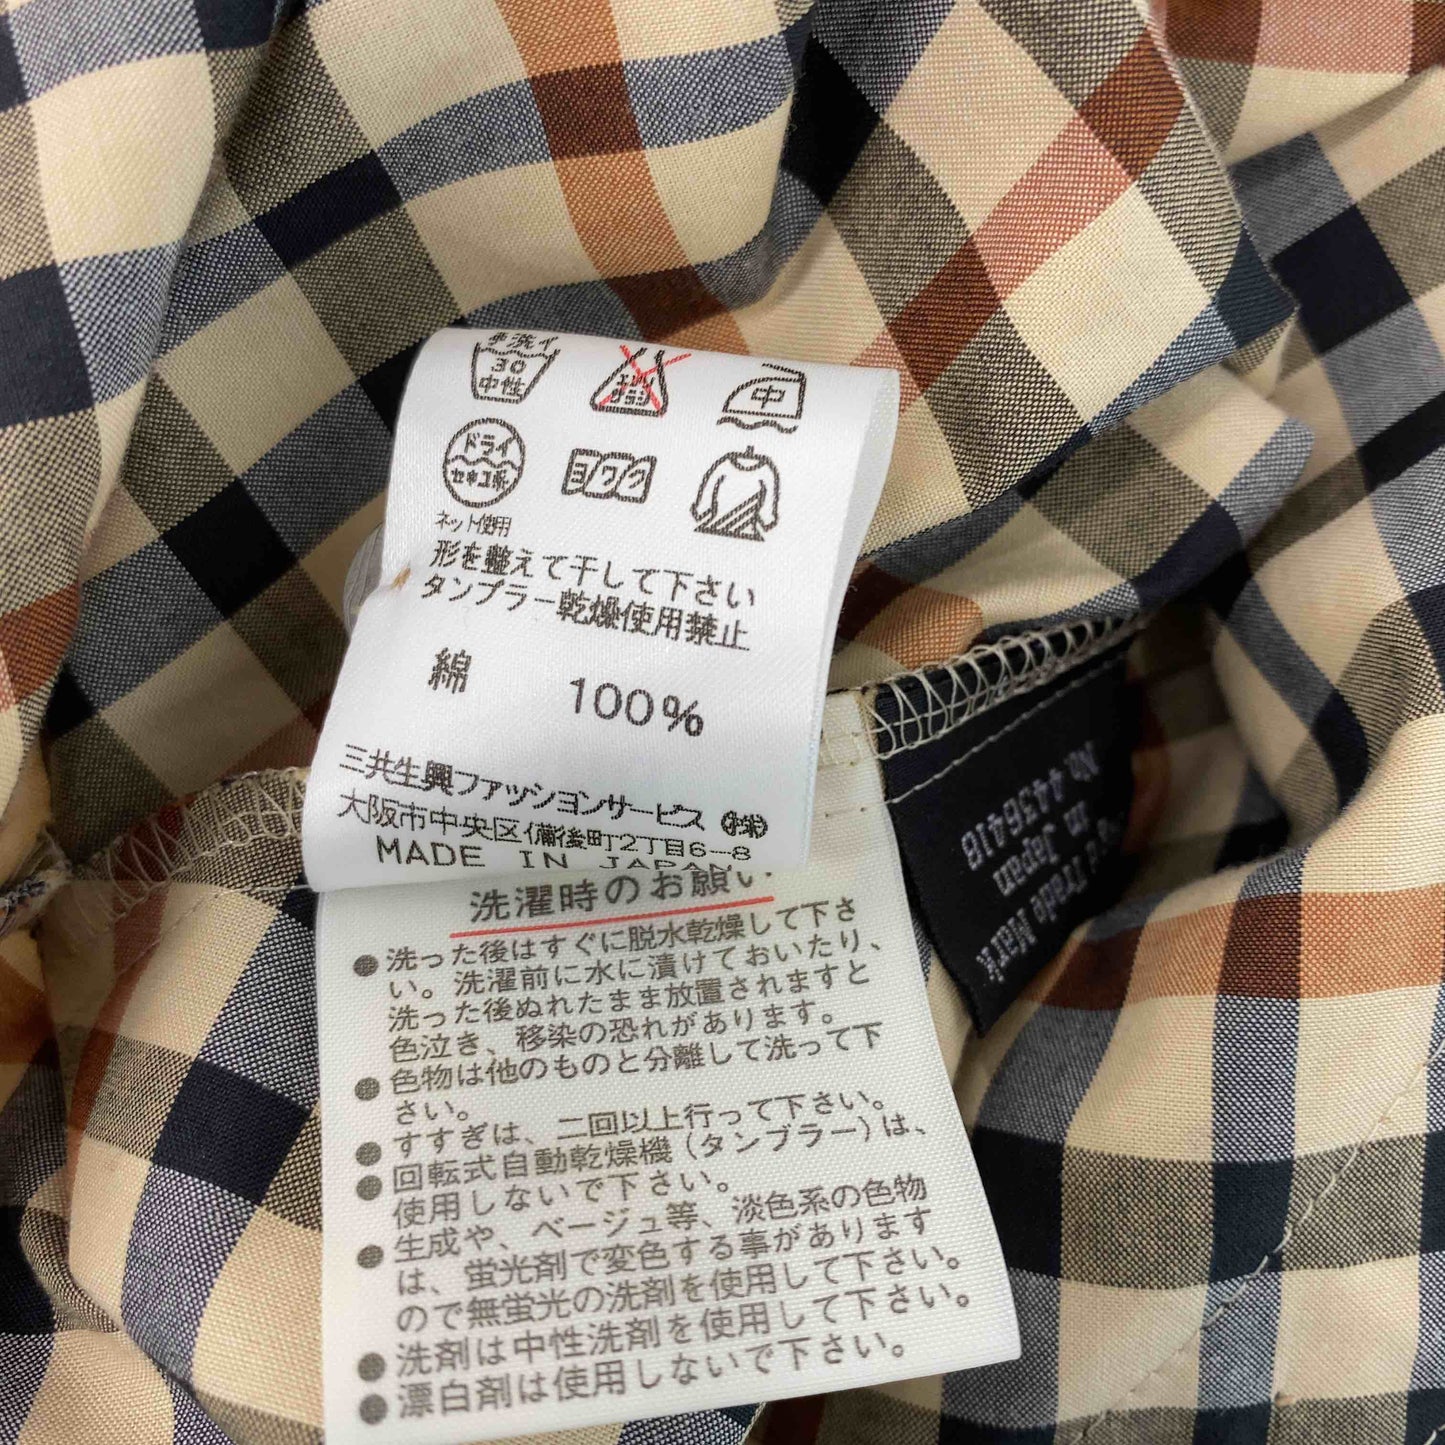 手洗イ
30
中性
エンソ
サラシ
中
ドライ
セキユ系
ヨワク
ネット使用
形を整えて干して下さい
タンブラー乾燥使用禁止
綿 100%
三共生興ファッションサービス ㈱
大阪市中央区備後町2丁目6-8
MADE IN JAPAN
洗濯時のお願い
●洗った後はすぐに脱水乾燥して下さ
い。洗濯前に水に漬けておいたり、
洗った後ぬれたまま放置されますと
色泣き、移染の恐れがあります。
●色物は他のものと分離して洗って下
さい。
●すすぎは、二回以上行って下さい。
●回転式自動乾燥機(タンブラー)は、
使用しないで下さい。
●生成や、ベージュ等、淡色系の色物
は、蛍光剤で変色する事があります
ので無蛍光の洗剤を使用して下さい。
●洗剤は中性洗剤を使用して下さい。
●漂白剤は使用しないで下さい。
Trade Mark
in Japan
No. 4456418